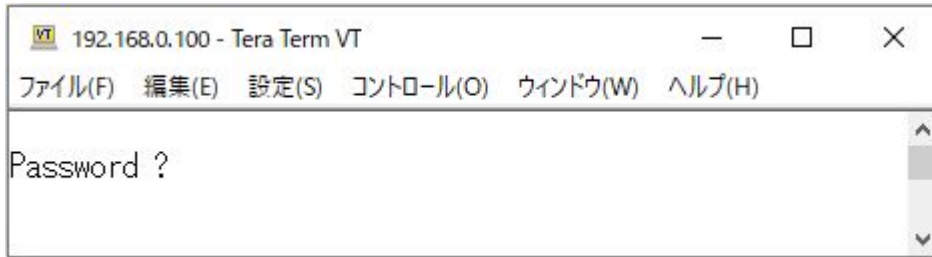 192.168.0.100 - Tera Term VT
ファイル(F) 編集(E) 設定(S) コントロール(O) ウィンドウ(W) ヘルプ(H)
Password ?